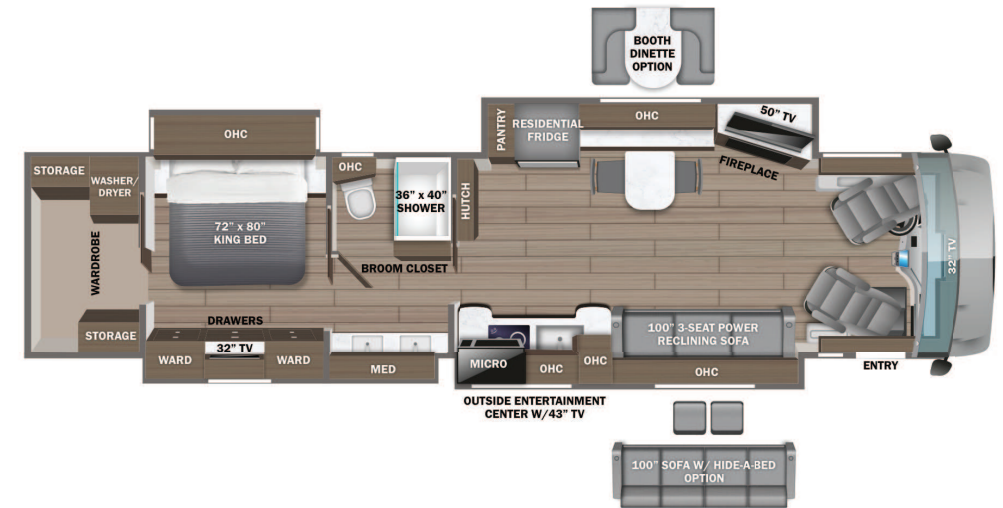 BOOTH
DINETTE
OPTION
OHC
PANTRY
RESIDENTIAL
FRIDGE
OHC
50" TV
FIREPLACE
STORAGE
WASHER/
DRYER
OHC
36" x 40"
SHOWER
HUTCH
72" x 80"
KING BED
WARDROBE
BROOM CLOSET
32" TV
STORAGE
DRAWERS
32" TV
WARD
WARD
MED
MICRO
OHC
OHC
100" 3-SEAT POWER
RECLINING SOFA
OHC
ENTRY
OUTSIDE ENTERTAINMENT
CENTER W/43" TV
100" SOFA W/ HIDE-A-BED
OPTION